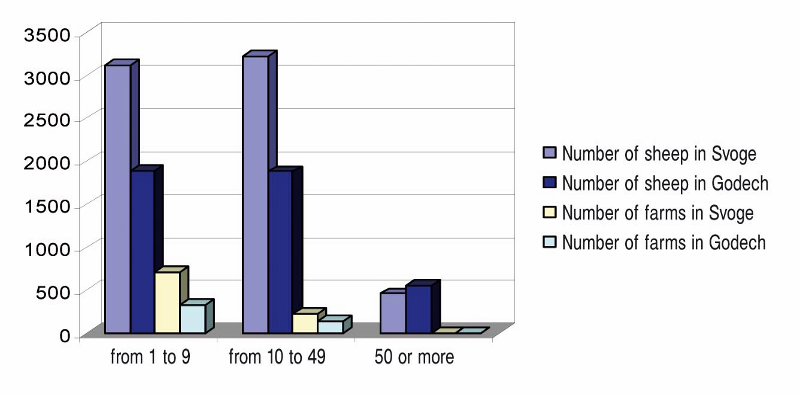 3500
3000
2500
2000
1500
1000
500
0
from 1 to 9
from 10 to 49
50 or more
Number of sheep in Svoge
Number of sheep in Godech
Number of farms in Svoge
Number of farms in Godech